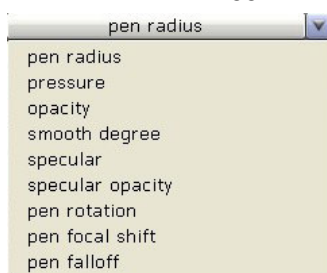 pen radius
pen radius
pressure
opacity
smooth degree
specular
specular opacity
pen rotation
pen focal shift
pen falloff